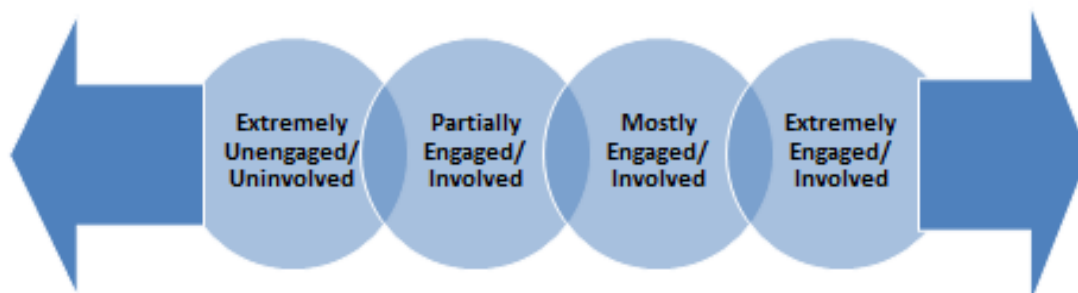 Extremely
Unengaged/
Uninvolved
Partially
Engaged/
Involved
Mostly
Engaged/
Involved
Extremely
Engaged/
Involved